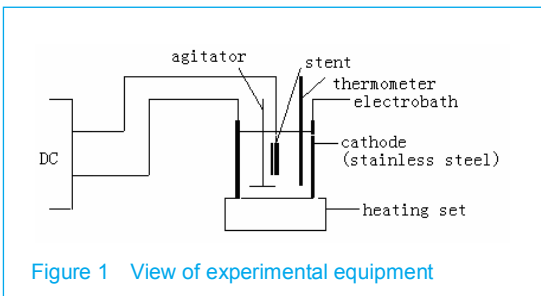 agitator
stent
thermometer
electrobath
DC
cathode
(stainless steel)
heating set
Figure 1 View of experimental equipment